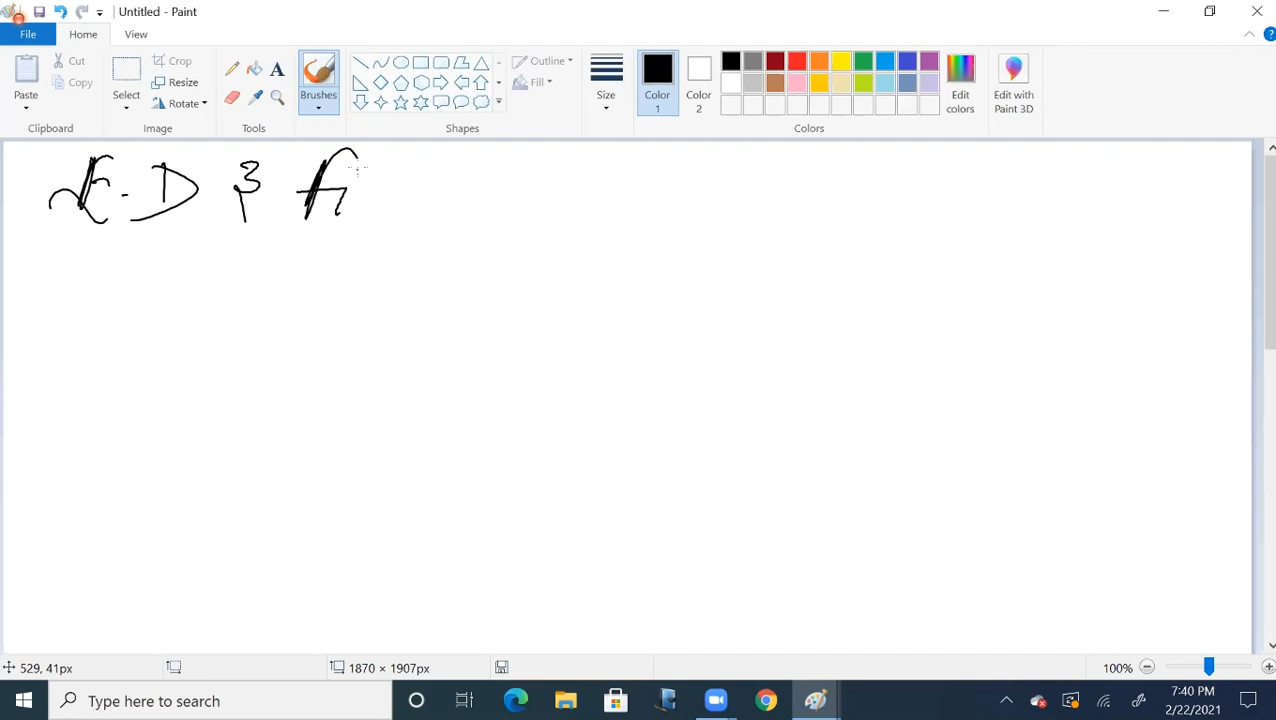 Untitled - Paint
File Home View
Paste Cut Copy Clipboard
Select Crop Resize Rotate Image
Tools
Brushes
Shapes
Outline Fill
Size
Color 1 Color 2
Colors
Edit colors
Edit with Paint 3D
E-D & fi
529, 41px 1870 × 1907px 100%
Type here to search 7:40 PM
2/22/2021